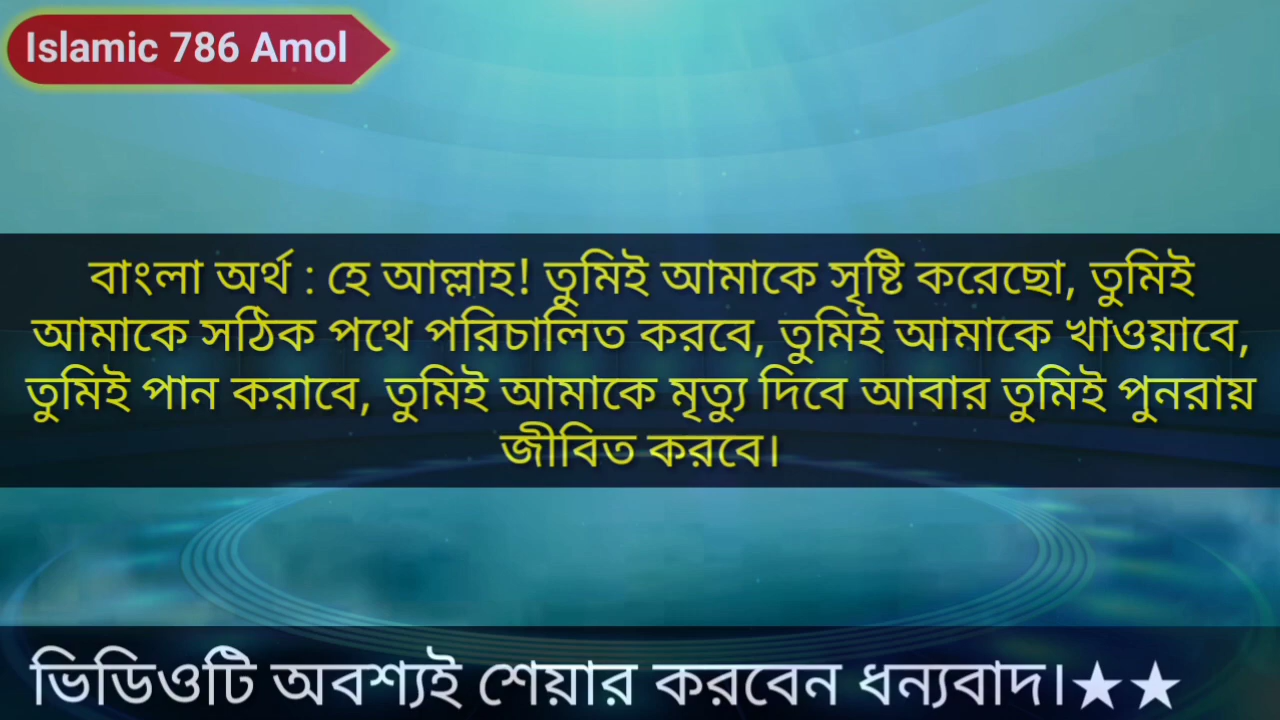 Islamic 786 Amol
বাংলা অর্থ : হে আল্লাহ! তুমিই আমাকে সৃষ্টি করেছো, তুমিই
আমাকে সঠিক পথে পরিচালিত করবে, তুমিই আমাকে খাওয়াবে,
তুমিই পান করাবে, তুমিই আমাকে মৃত্যু দিবে আবার তুমিই পুনরায়
জীবিত করবে।
ভিডিওটি অবশ্যই শেয়ার করবেন ধন্যবাদ।★★